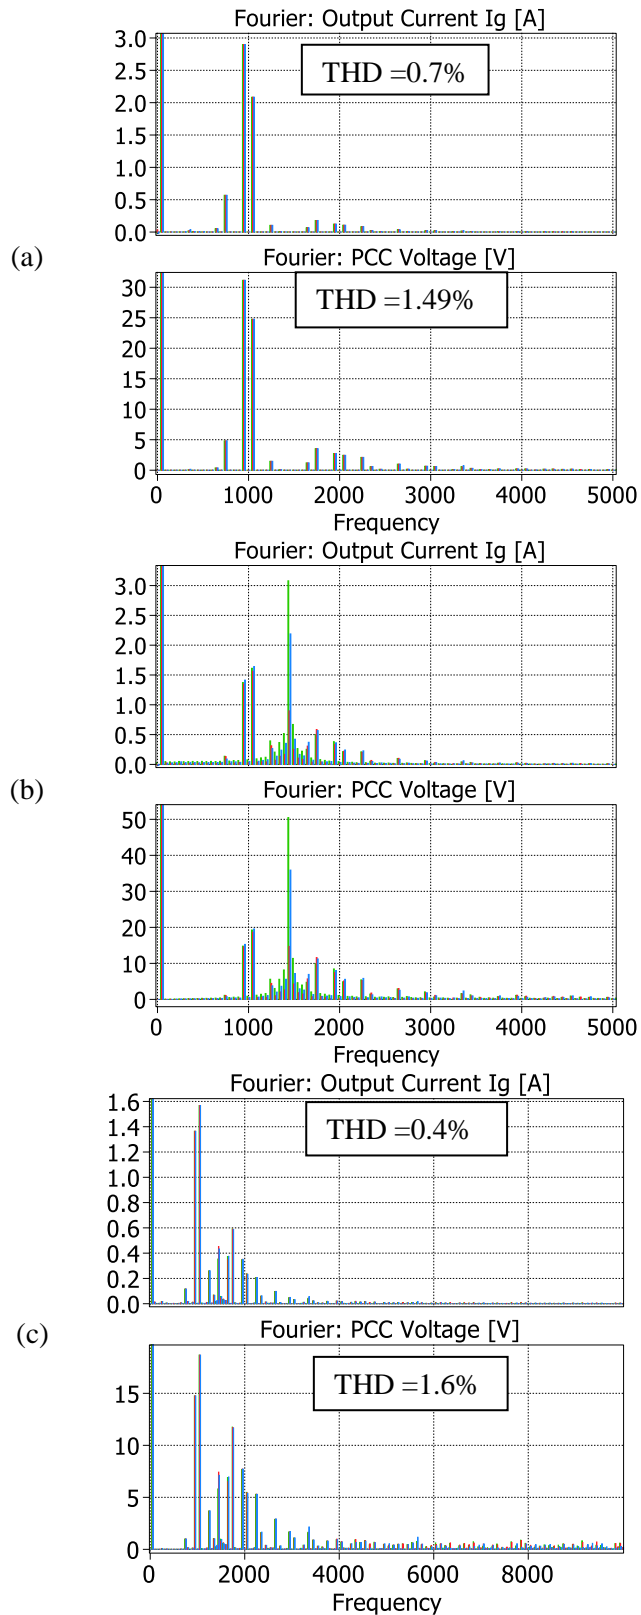 Fourier: Output Current Ig [A]
3.0
2.5
2.0
1.5
1.0
0.5
0.0
THD =0.7%
(a)
Fourier: PCC Voltage [V]
30
25
20
15
10
5
0
THD =1.49%
0 1000 2000 3000 4000 5000
Frequency
Fourier: Output Current Ig [A]
3.0
2.5
2.0
1.5
1.0
0.5
0.0
(b)
Fourier: PCC Voltage [V]
50
40
30
20
10
0
0 1000 2000 3000 4000 5000
Frequency
Fourier: Output Current Ig [A]
1.6
1.4
1.2
1.0
0.8
0.6
0.4
0.2
0.0
THD =0.4%
(c)
Fourier: PCC Voltage [V]
15
10
5
0
THD =1.6%
0 2000 4000 6000 8000
Frequency